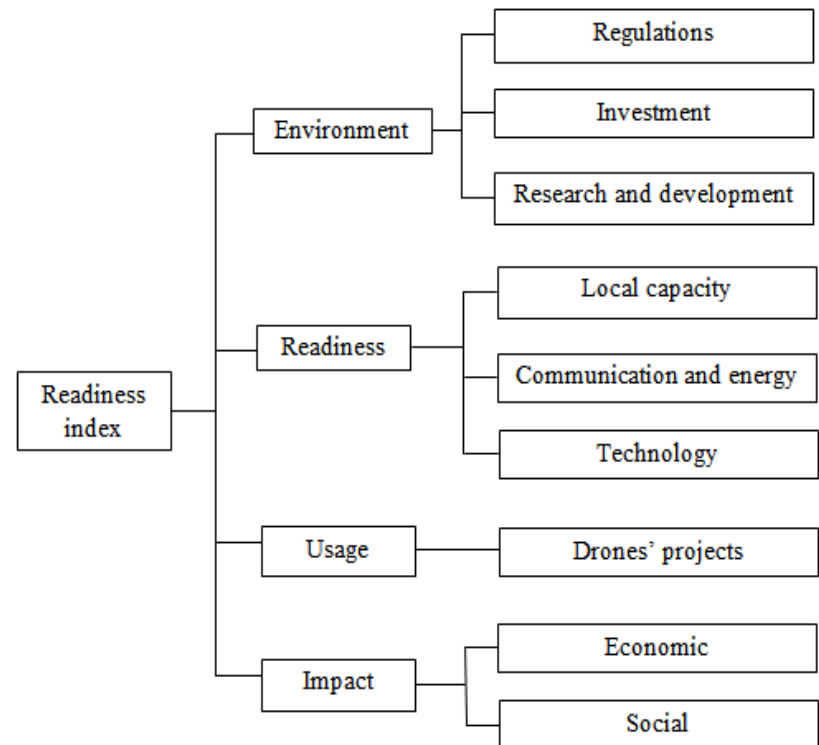 Readiness
index
Environment
Regulations
Investment
Research and development
Readiness
Local capacity
Communication and energy
Technology
Usage
Drones’ projects
Impact
Economic
Social